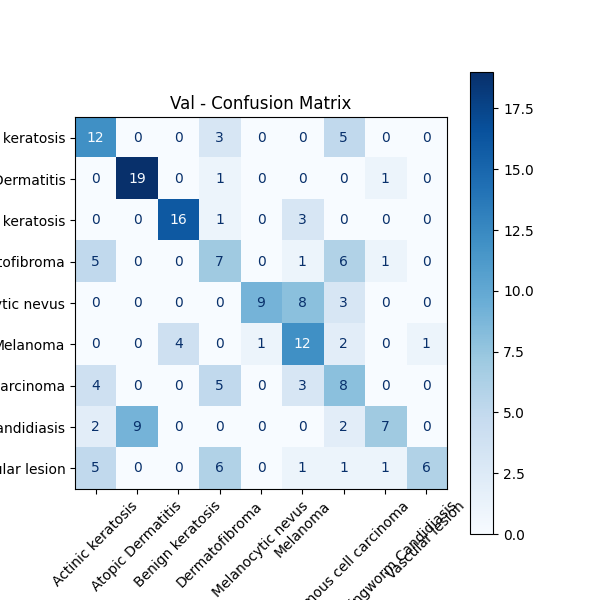 Val - Confusion Matrix
keratosis 12 0 0 3 0 0 5 0 0
Dermatitis 0 19 0 1 0 0 0 1 0
keratosis 0 0 16 1 0 3 0 0 0
tofibroma 5 0 0 7 0 1 6 1 0
ytic nevus 0 0 0 0 9 8 3 0 0
Melanoma 0 0 4 0 1 12 2 0 1
arcinoma 4 0 0 5 0 3 8 0 0
andidiasis 2 9 0 0 0 0 2 7 0
ular lesion 5 0 0 6 0 1 1 1 6
Actinic keratosis
Atopic Dermatitis
Benign keratosis
Dermatofibroma
Melanocytic nevus
Melanoma
mous cell carcinoma
ngworm Candidiasis
Vascular lesion
17.5
15.0
12.5
10.0
7.5
5.0
2.5
0.0